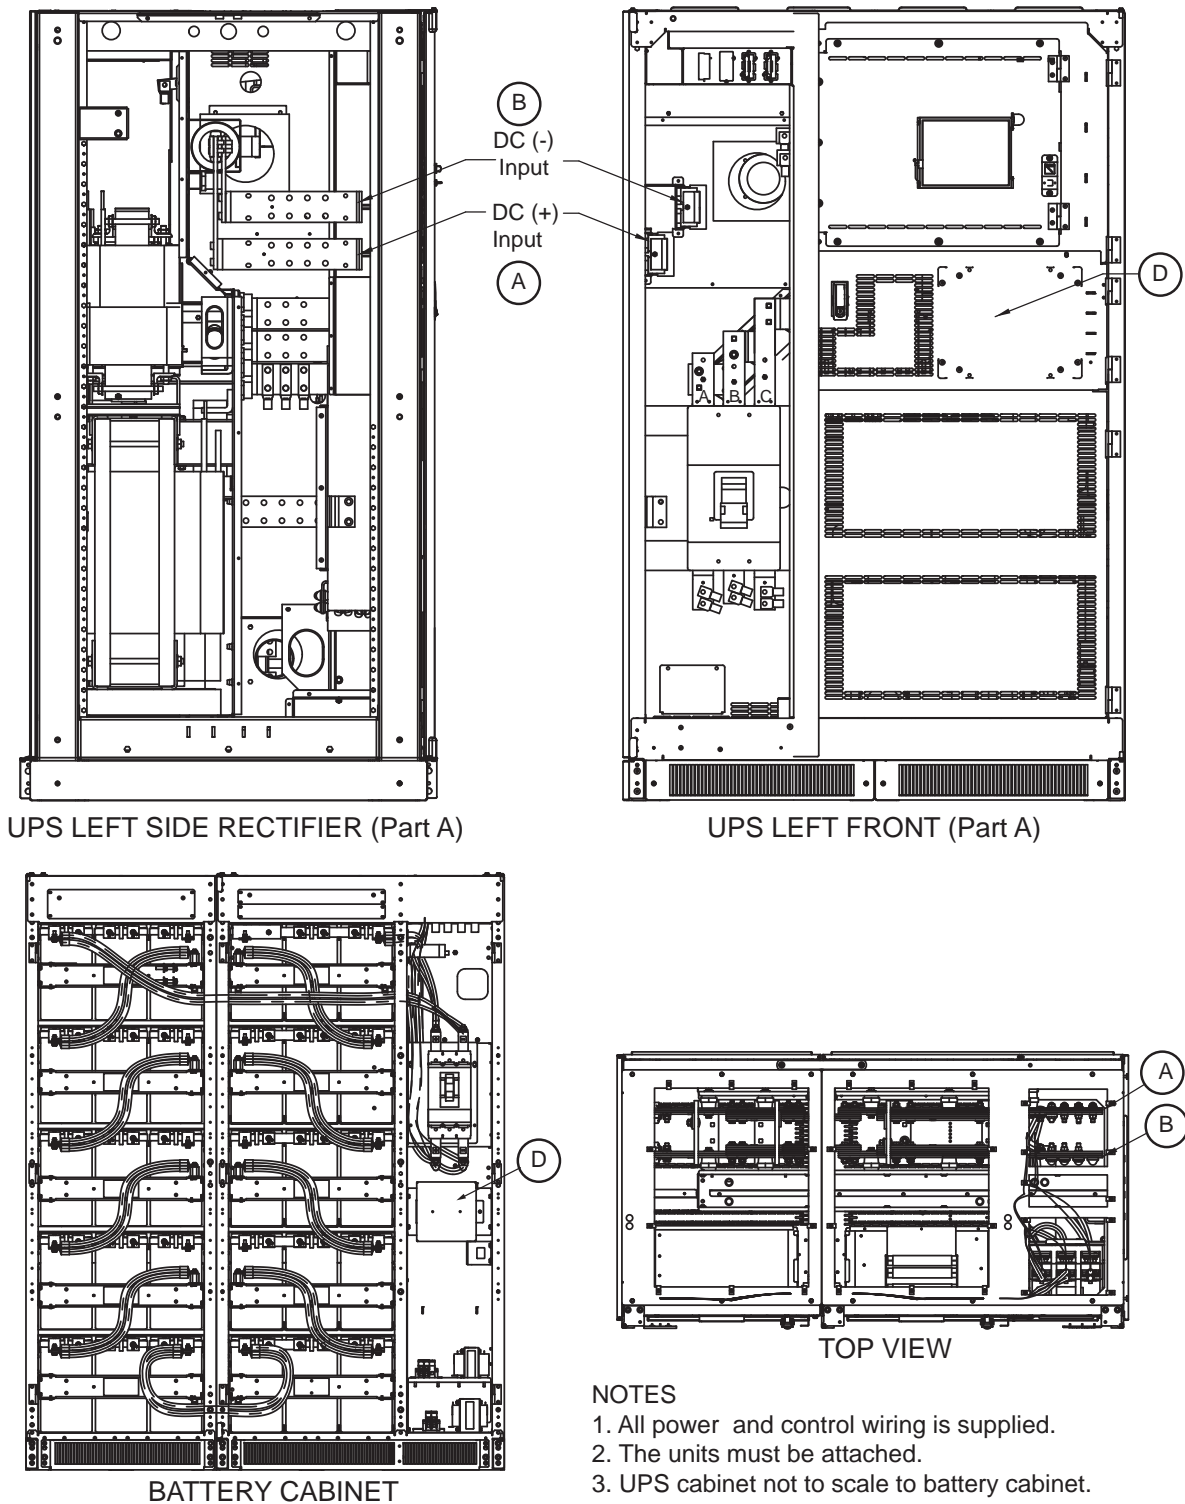 B
DC (-)
Input
DC (+)
Input
A
D
A B C
UPS LEFT SIDE RECTIFIER (Part A)
UPS LEFT FRONT (Part A)
D
A
B
TOP VIEW
BATTERY CABINET
NOTES
1. All power and control wiring is supplied.
2. The units must be attached.
3. UPS cabinet not to scale to battery cabinet.